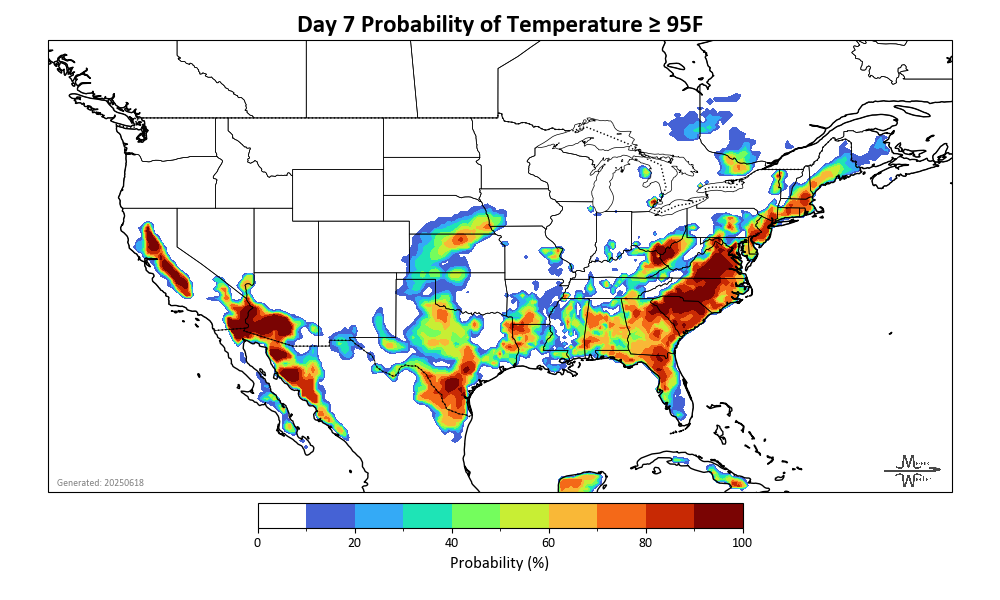 Day 7 Probability of Temperature ≥ 95F
Generated: 20250618
0 20 40 60 80 100
Probability (%)